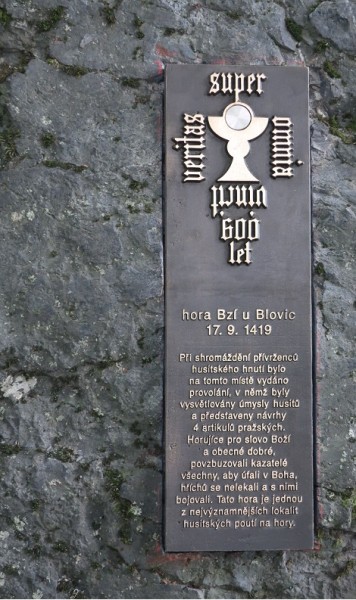 super
veritas
omnia
vincit
600
let
hora Bzí u Blovic
17. 9. 1419
Při shromáždění přívrženců
husitského hnutí bylo
na tomto místě vydáno
provolání, v němž byly
vysvětlovány úmysly husitů
a představeny návrhy
4 artikulů pražských.
Horujíce pro slovo Boží
a obecné dobré,
povzbuzovali kazatelé
všechny, aby úfali v Boha,
hříchů se nelekali a s nimi
bojovali. Tato hora je jednou
z nejvýznamnějších lokalit
husitských poutí na hory.